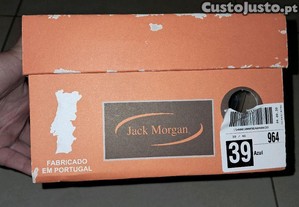 CustoJusto.pt
Jack Morgan
FABRICADO
EM PORTUGAL
964
39
Azul